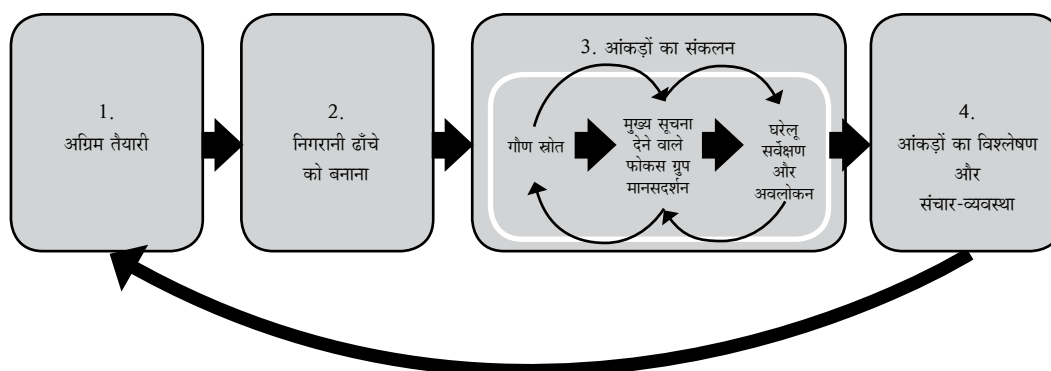 1.
अग्रिम तैयारी
2.
निगरानी ढाँचे
को बनाना
3. आंकड़ों का संकलन
गौण स्रोत
मुख्य सूचना
देने वाले
फोकस ग्रुप
मानसदर्शन
घरेलू
सर्वेक्षण
और
अवलोकन
4.
आंकड़ों का विश्लेषण
और
संचार-व्यवस्था